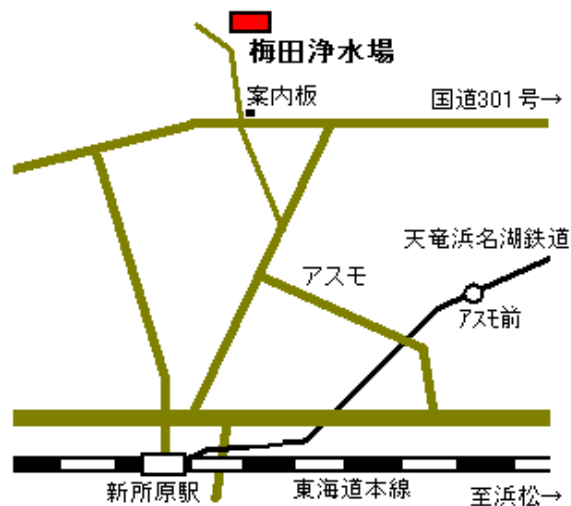 梅田浄水場
案内板
国道301号→
天竜浜名湖鉄道
アスモ
アスモ前
新所原駅
東海道本線
至浜松→